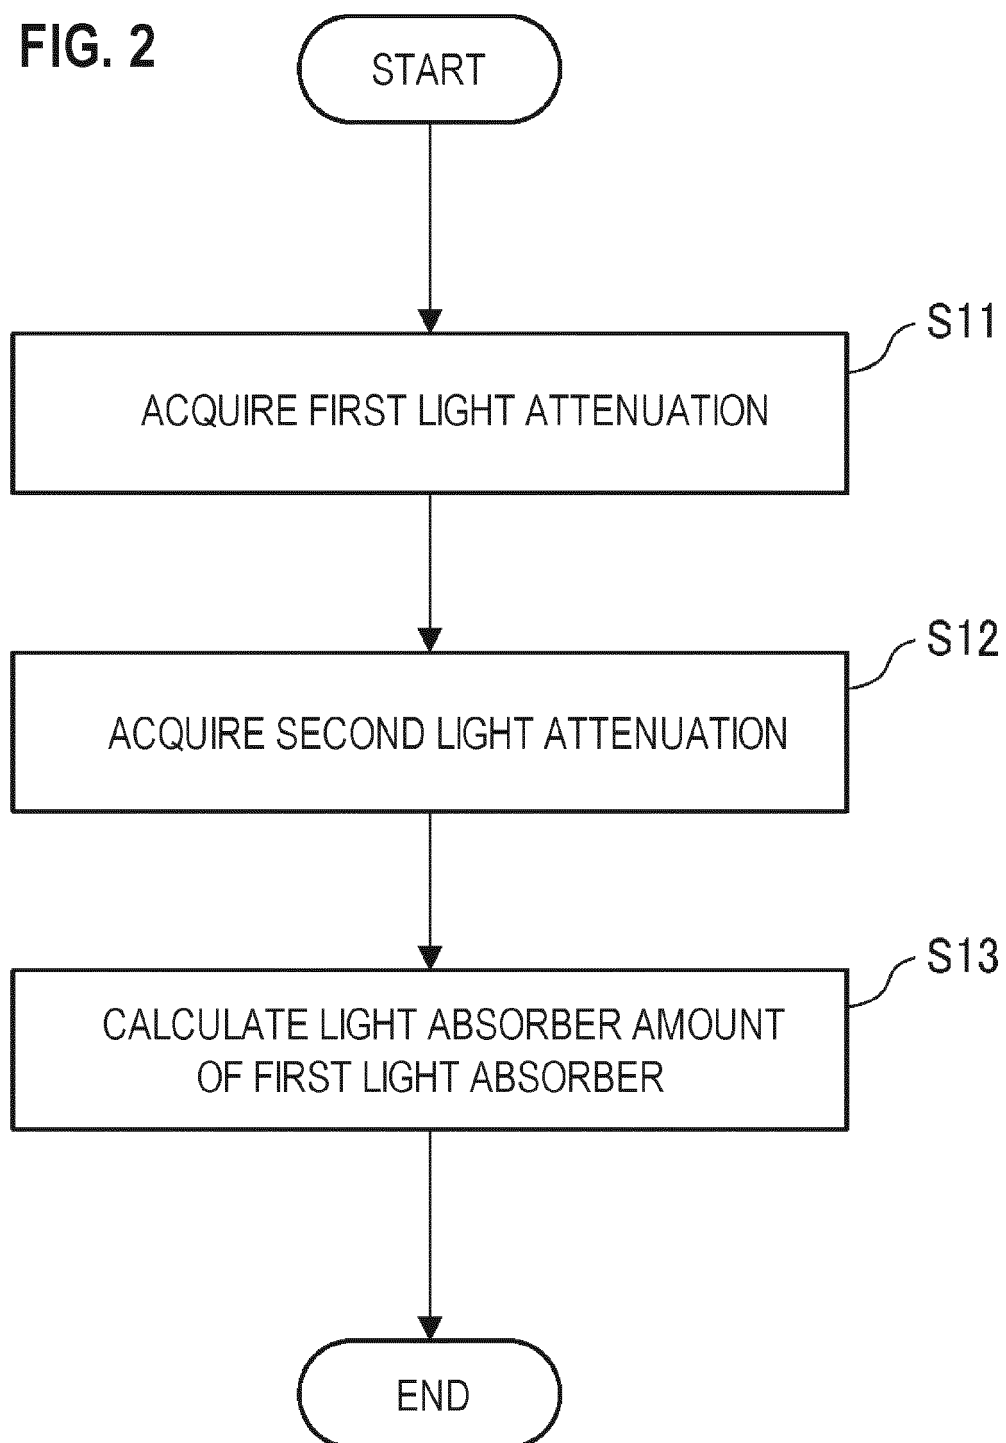 FIG. 2
START
S11
ACQUIRE FIRST LIGHT ATTENUATION
S12
ACQUIRE SECOND LIGHT ATTENUATION
S13
CALCULATE LIGHT ABSORBER AMOUNT
OF FIRST LIGHT ABSORBER
END